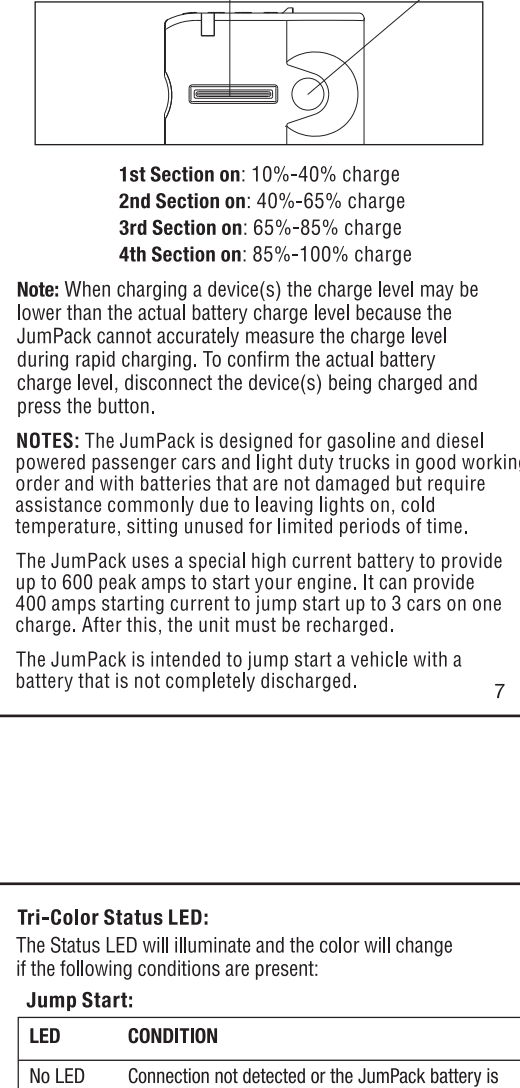 1st Section on: 10%-40% charge
2nd Section on: 40%-65% charge
3rd Section on: 65%-85% charge
4th Section on: 85%-100% charge
Note: When charging a device(s) the charge level may be
lower than the actual battery charge level because the
JumPack cannot accurately measure the charge level
during rapid charging. To confirm the actual battery
charge level, disconnect the device(s) being charged and
press the button.
NOTES: The JumPack is designed for gasoline and diesel
powered passenger cars and light duty trucks in good working
order and with batteries that are not damaged but require
assistance commonly due to leaving lights on, cold
temperature, sitting unused for limited periods of time.
The JumPack uses a special high current battery to provide
up to 600 peak amps to start your engine. It can provide
400 amps starting current to jump start up to 3 cars on one
charge. After this, the unit must be recharged.
The JumPack is intended to jump start a vehicle with a
battery that is not completely discharged.
7
Tri-Color Status LED:
The Status LED will illuminate and the color will change
if the following conditions are present:
Jump Start:
LED CONDITION
No LED Connection not detected or the JumPack battery is